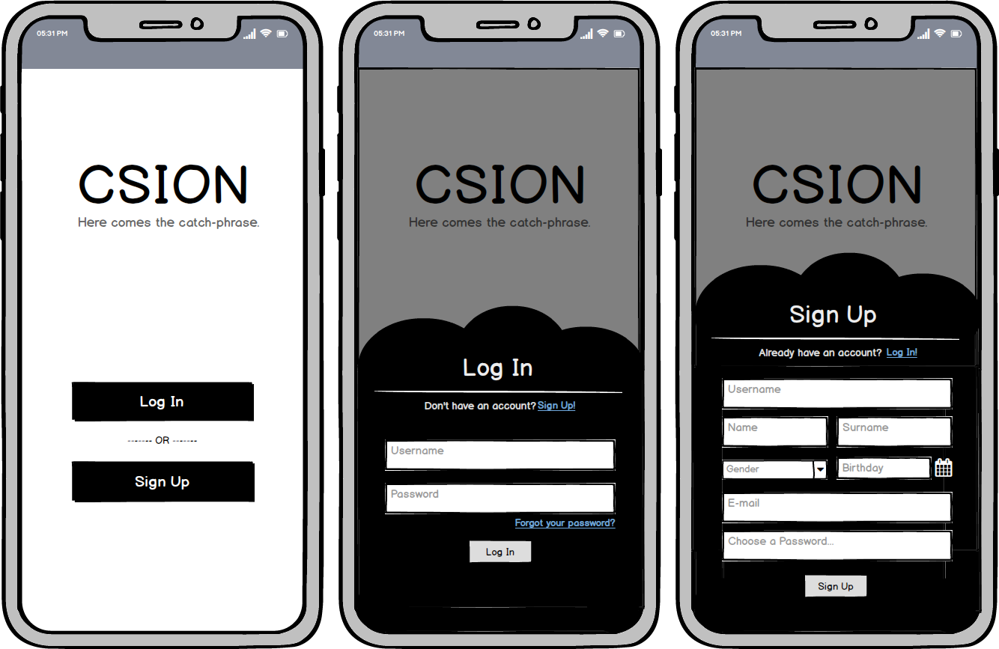 05:31 PM
CSION
Here comes the catch-phrase.
Log In
------- OR -------
Sign Up
05:31 PM
CSION
Here comes the catch-phrase.
Log In
Don't have an account? Sign Up!
Username
Password
Forgot your password?
Log In
05:31 PM
CSION
Here comes the catch-phrase.
Sign Up
Already have an account? Log In!
Username
Name Surname
Gender Birthday
E-mail
Choose a Password...
Sign Up